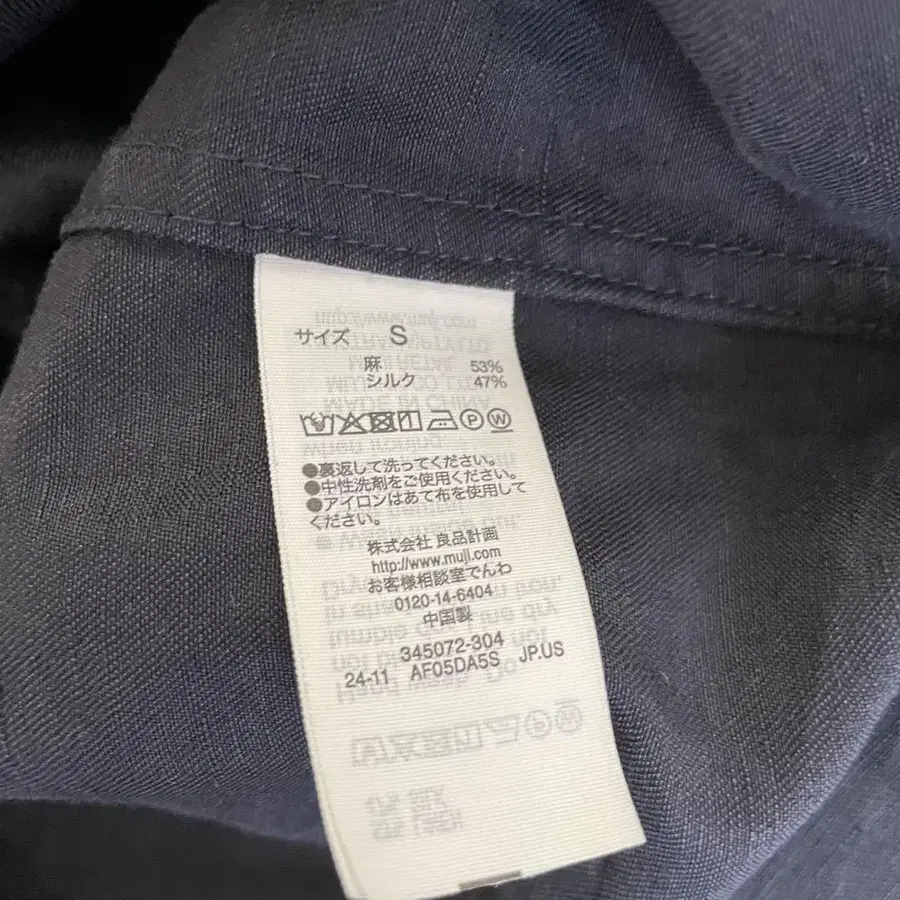 サイズ S
麻 53%
シルク 47%
●裏返して洗ってください。
●中性洗剤をご使用ください。
●アイロンはあて布を使用して
ください。
株式会社 良品計画
http://www.muji.com
お客様相談室でんわ
0120-14-6404
中国製
345072-304
24-11 AF05DA5S JP.US